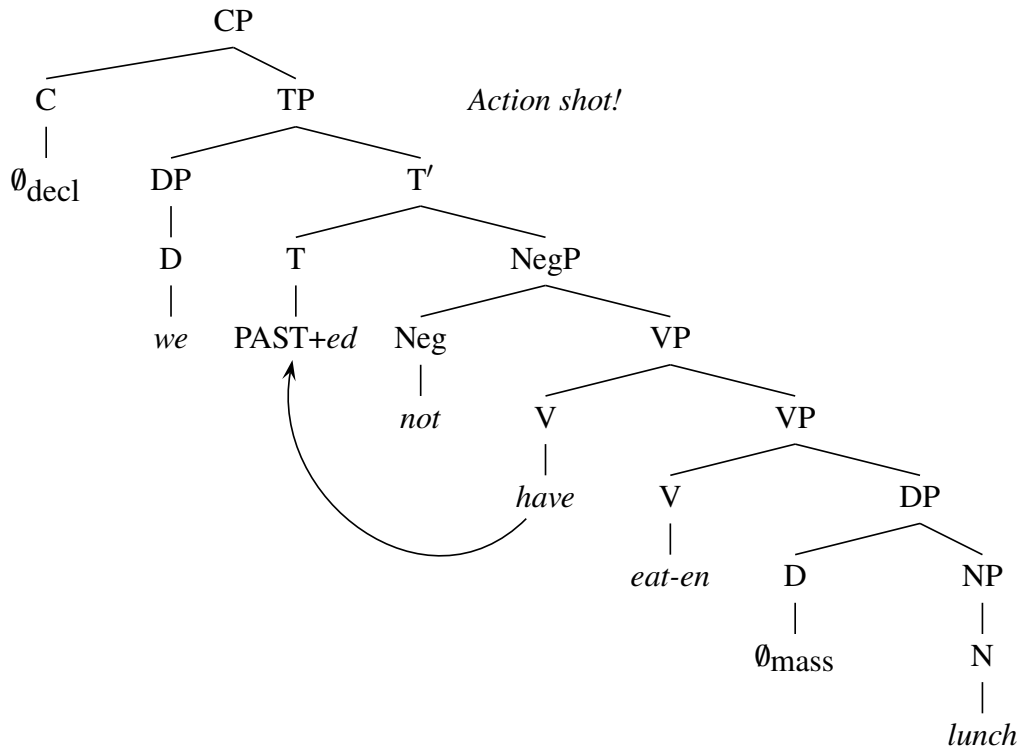 CP
C TP Action shot!
∅decl DP T′
D T NegP
we PAST+ed Neg VP
not V VP
have V DP
eat-en D NP
∅mass N
lunch